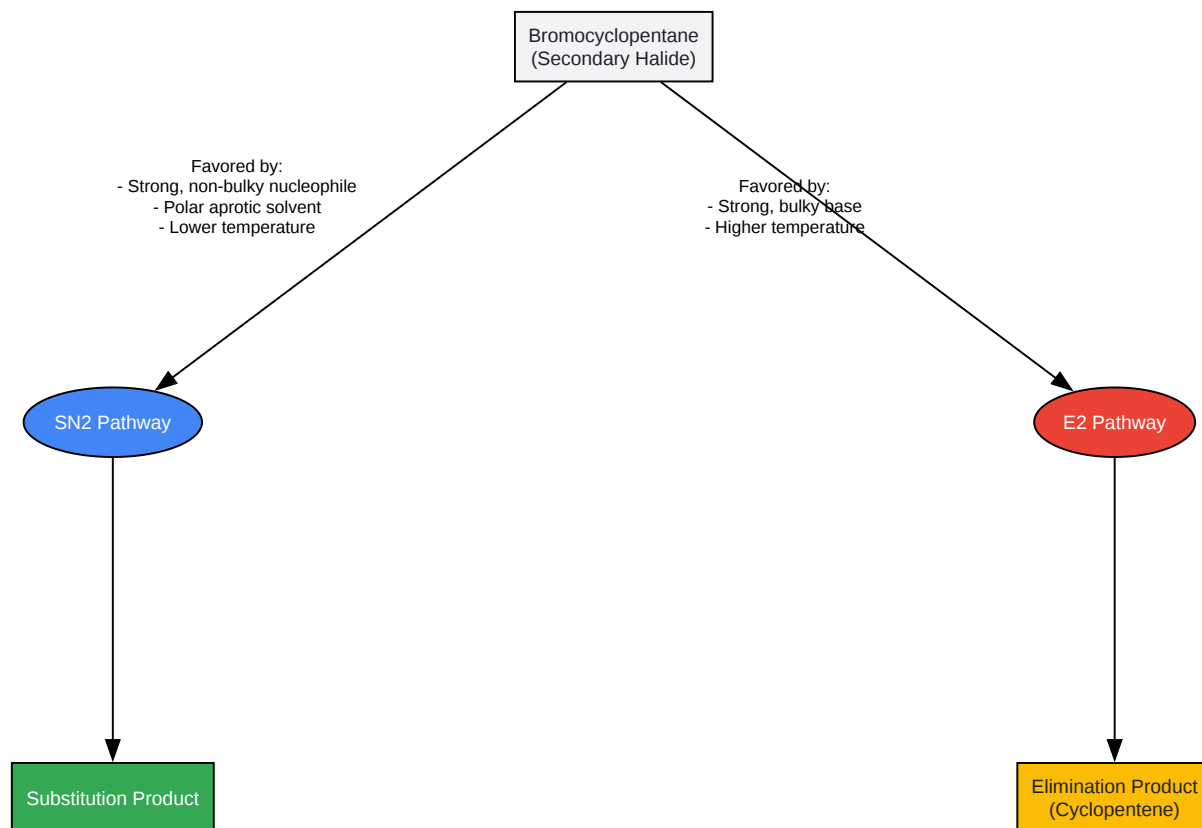 Bromocyclopentane
(Secondary Halide)
Favored by:
- Strong, non-bulky nucleophile
- Polar aprotic solvent
- Lower temperature
Favored by:
- Strong, bulky base
- Higher temperature
SN2 Pathway
E2 Pathway
Substitution Product
Elimination Product
(Cyclopentene)